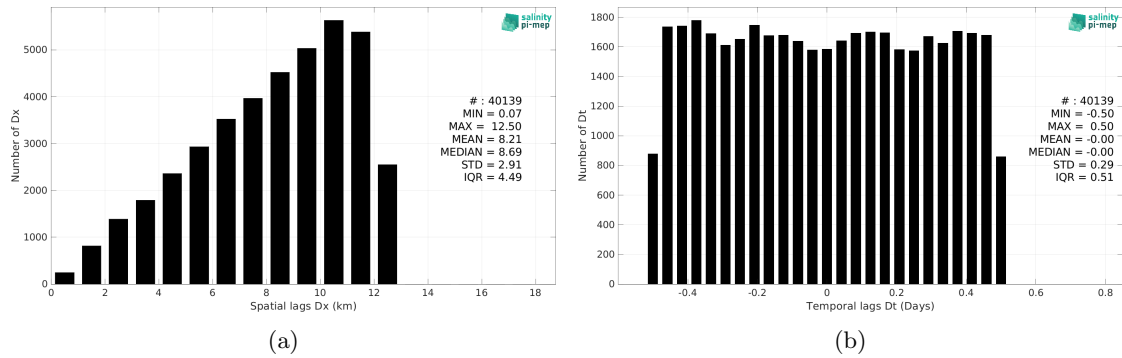 salinity
pi-mep
5000
4000
3000
2000
1000
0
Number of Dx
# : 40139
MIN = 0.07
MAX = 12.50
MEAN = 8.21
MEDIAN = 8.69
STD = 2.91
IQR = 4.49
0 2 4 6 8 10 12 14 16 18
Spatial lags Dx (km)
(a)
salinity
pi-mep
1800
1600
1400
1200
1000
800
600
400
200
0
Number of Dt
# : 40139
MIN = -0.50
MAX = 0.50
MEAN = -0.00
MEDIAN = -0.00
STD = 0.29
IQR = 0.51
-0.4 -0.2 0 0.2 0.4 0.6 0.8
Temporal lags Dt (Days)
(b)